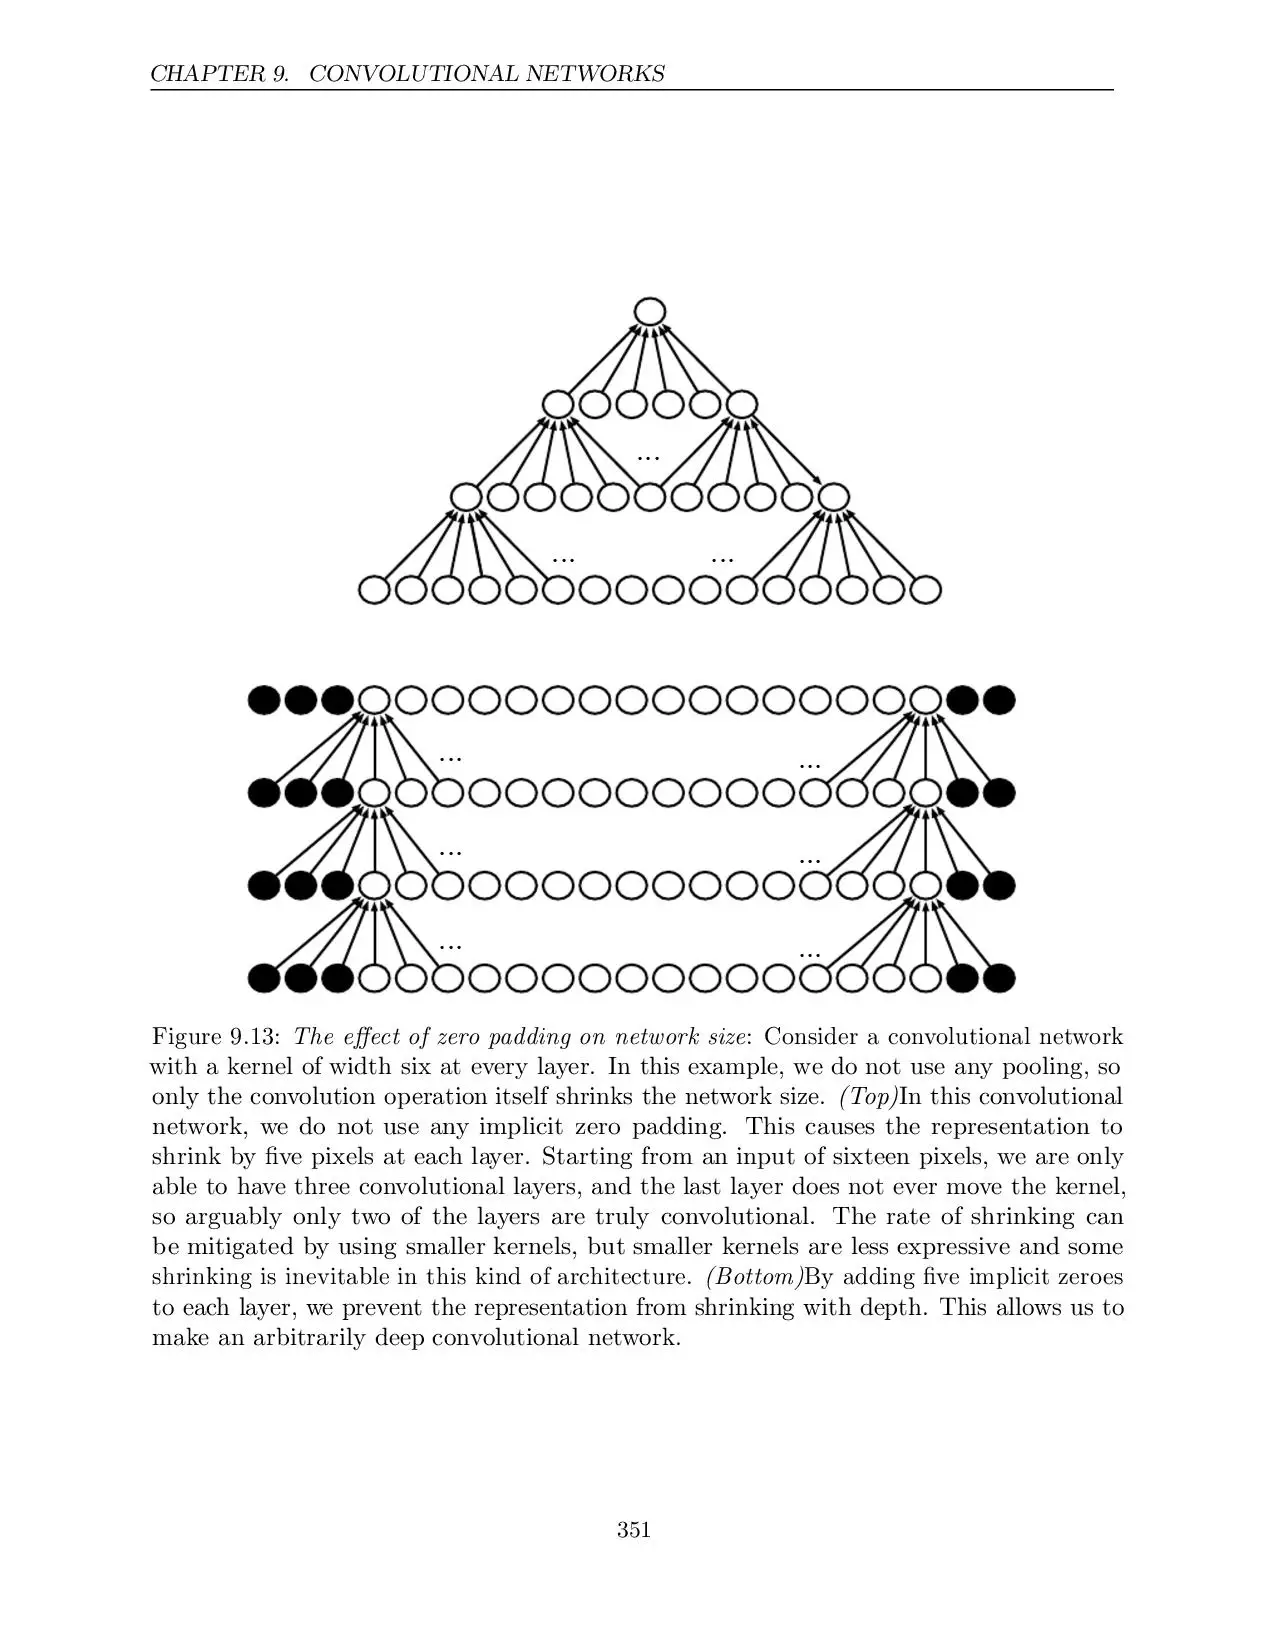 CHAPTER 9. CONVOLUTIONAL NETWORKS
...
... ...
... ...
... ...
... ...
Figure 9.13: The effect of zero padding on network size: Consider a convolutional network
with a kernel of width six at every layer. In this example, we do not use any pooling, so
only the convolution operation itself shrinks the network size. (Top)In this convolutional
network, we do not use any implicit zero padding. This causes the representation to
shrink by five pixels at each layer. Starting from an input of sixteen pixels, we are only
able to have three convolutional layers, and the last layer does not ever move the kernel,
so arguably only two of the layers are truly convolutional. The rate of shrinking can
be mitigated by using smaller kernels, but smaller kernels are less expressive and some
shrinking is inevitable in this kind of architecture. (Bottom)By adding five implicit zeroes
to each layer, we prevent the representation from shrinking with depth. This allows us to
make an arbitrarily deep convolutional network.
351